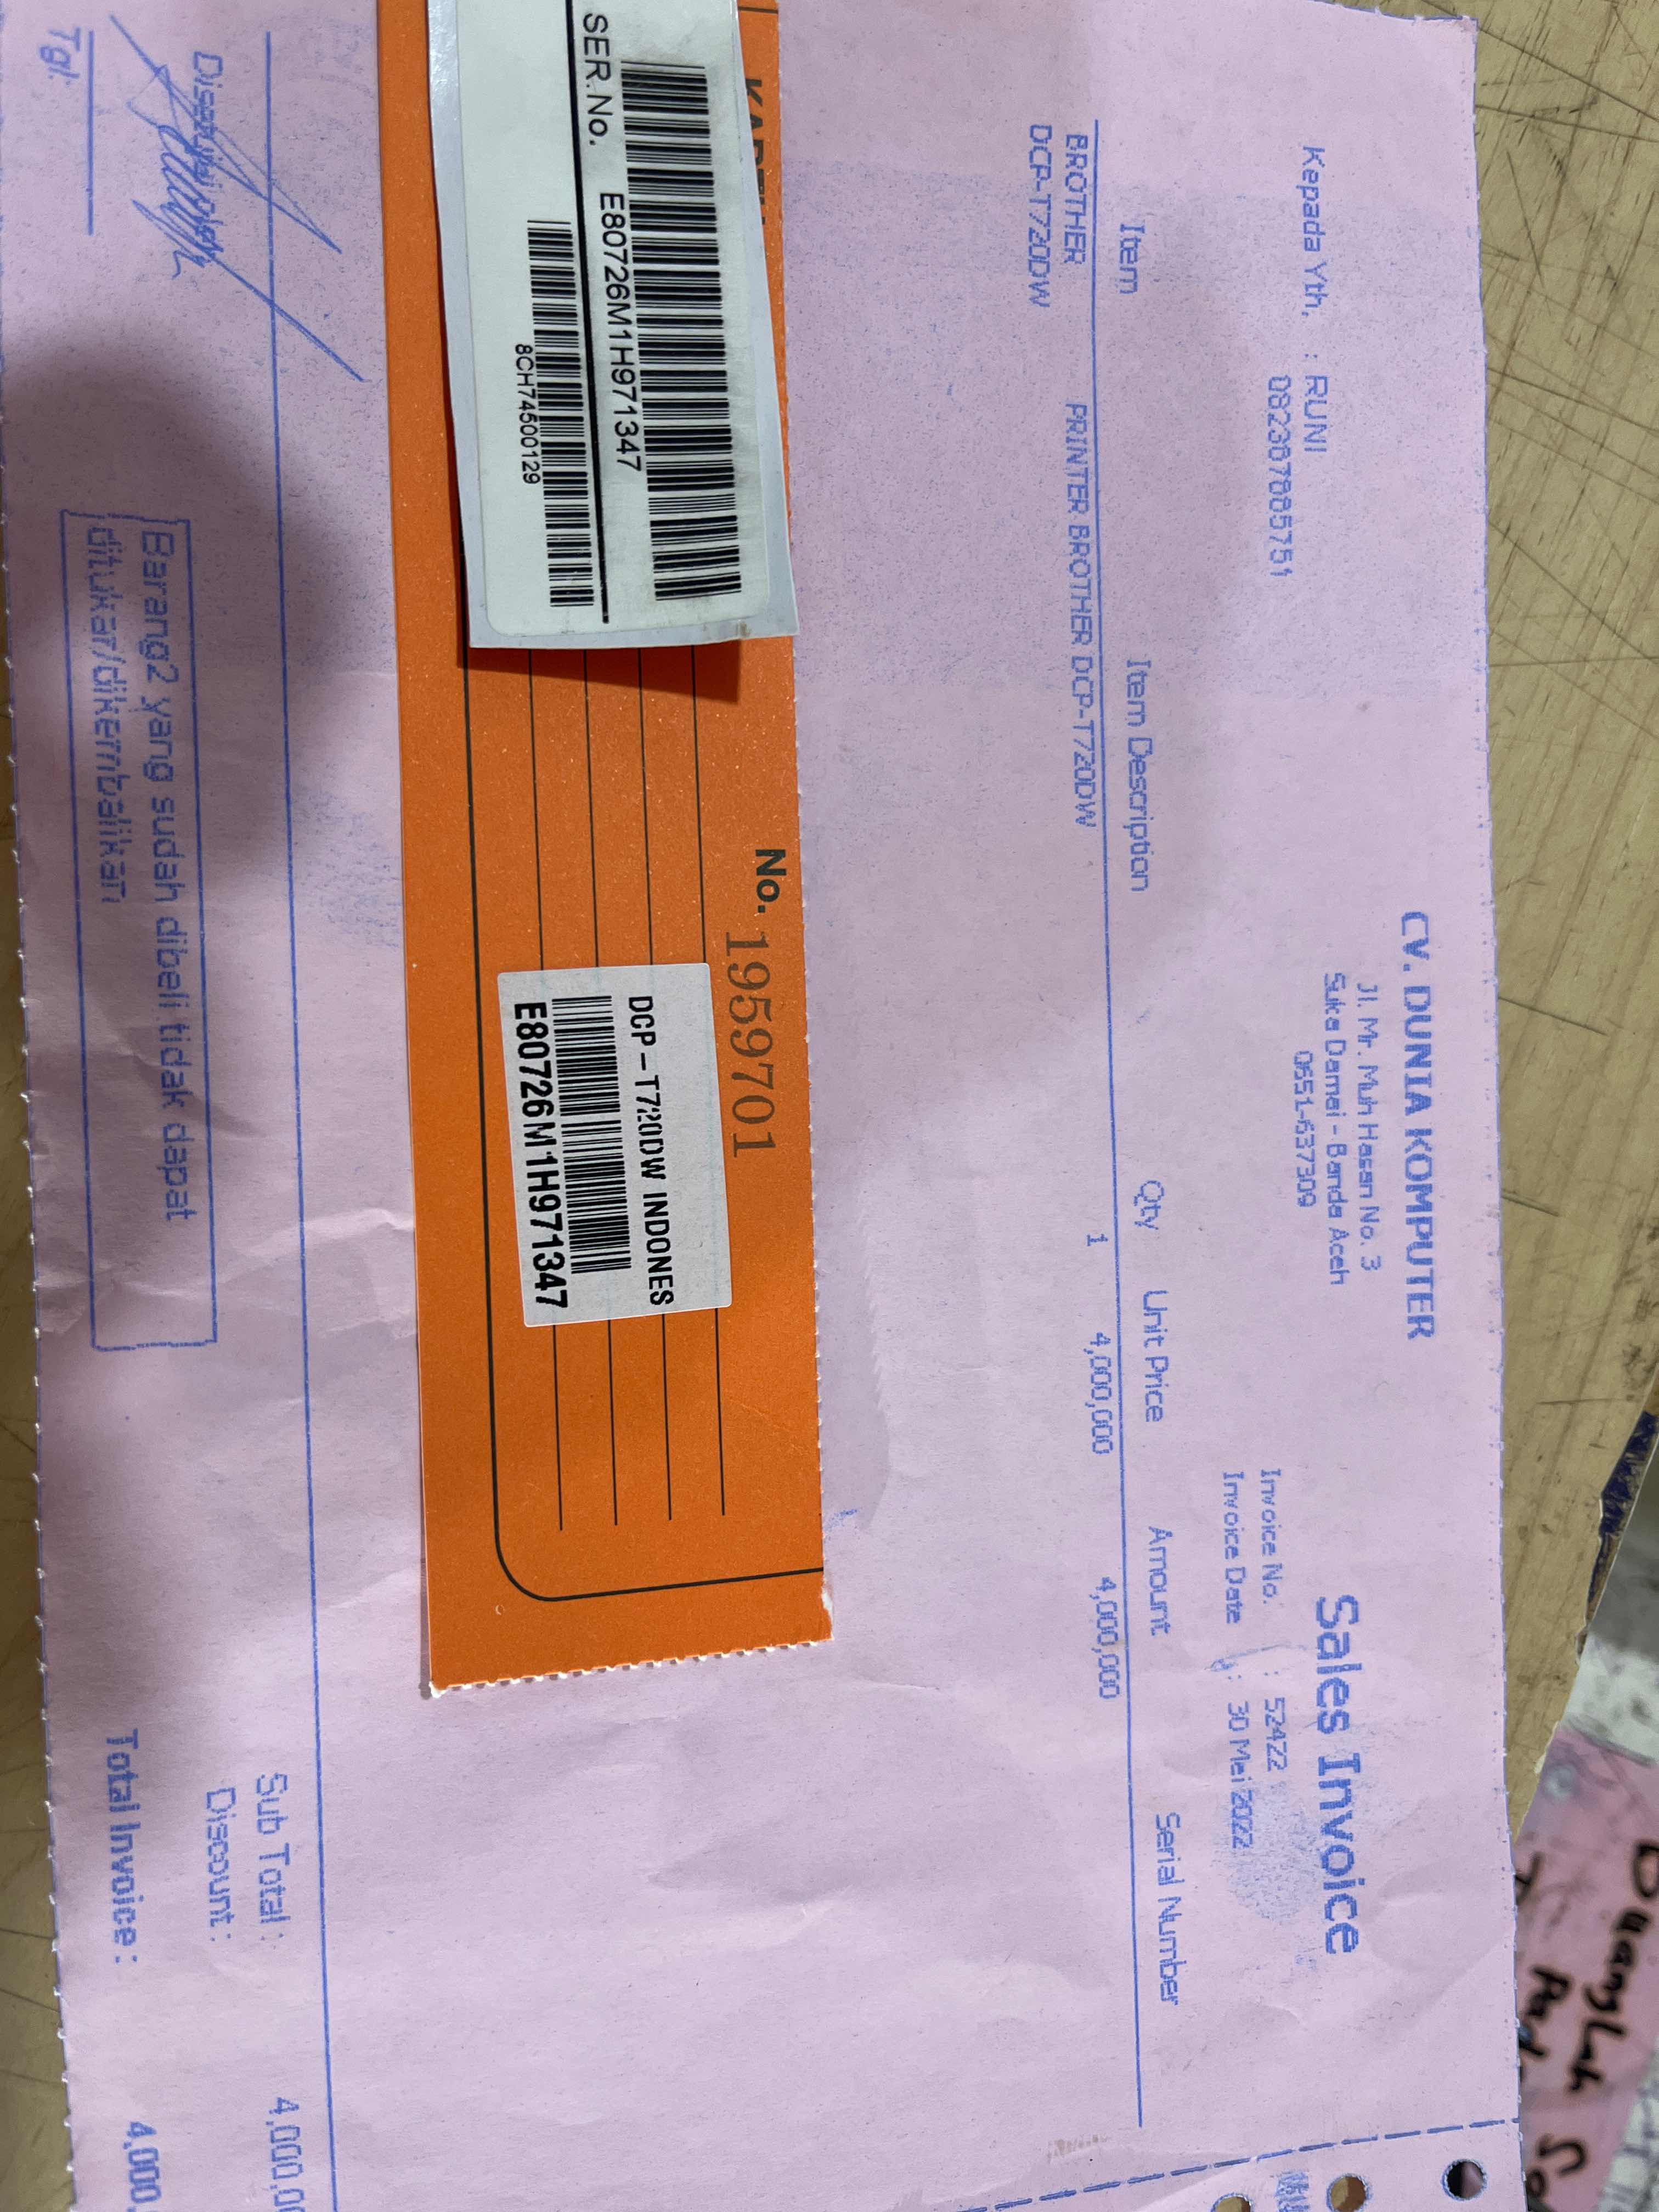 CV. DUNIA KOMPUTER
Jl. Mr. Muh Hasan No. 3
Suka Damai - Banda Aceh
0651-637309
Sales Invoice
Kepada Yth. : RUNI
Invoice No. : 52422
Invoice Date : 30 Mei 2022
Item Item Description Qty Unit Price Amount Serial Number
BROTHER PRINTER BROTHER DCP-T720DW 1 4,000,000 4,000,000
DCP-T720DW
No. 1959701
SER.No. E80726M1H971347
8CH74500129
DCP-T720DW INDONES
E80726M1H971347
Sub Total :
Discount :
Total Invoice :
Disetujui oleh
Tgl:
Barang2 yang sudah dibeli tidak dapat
ditukar/dikembalikan